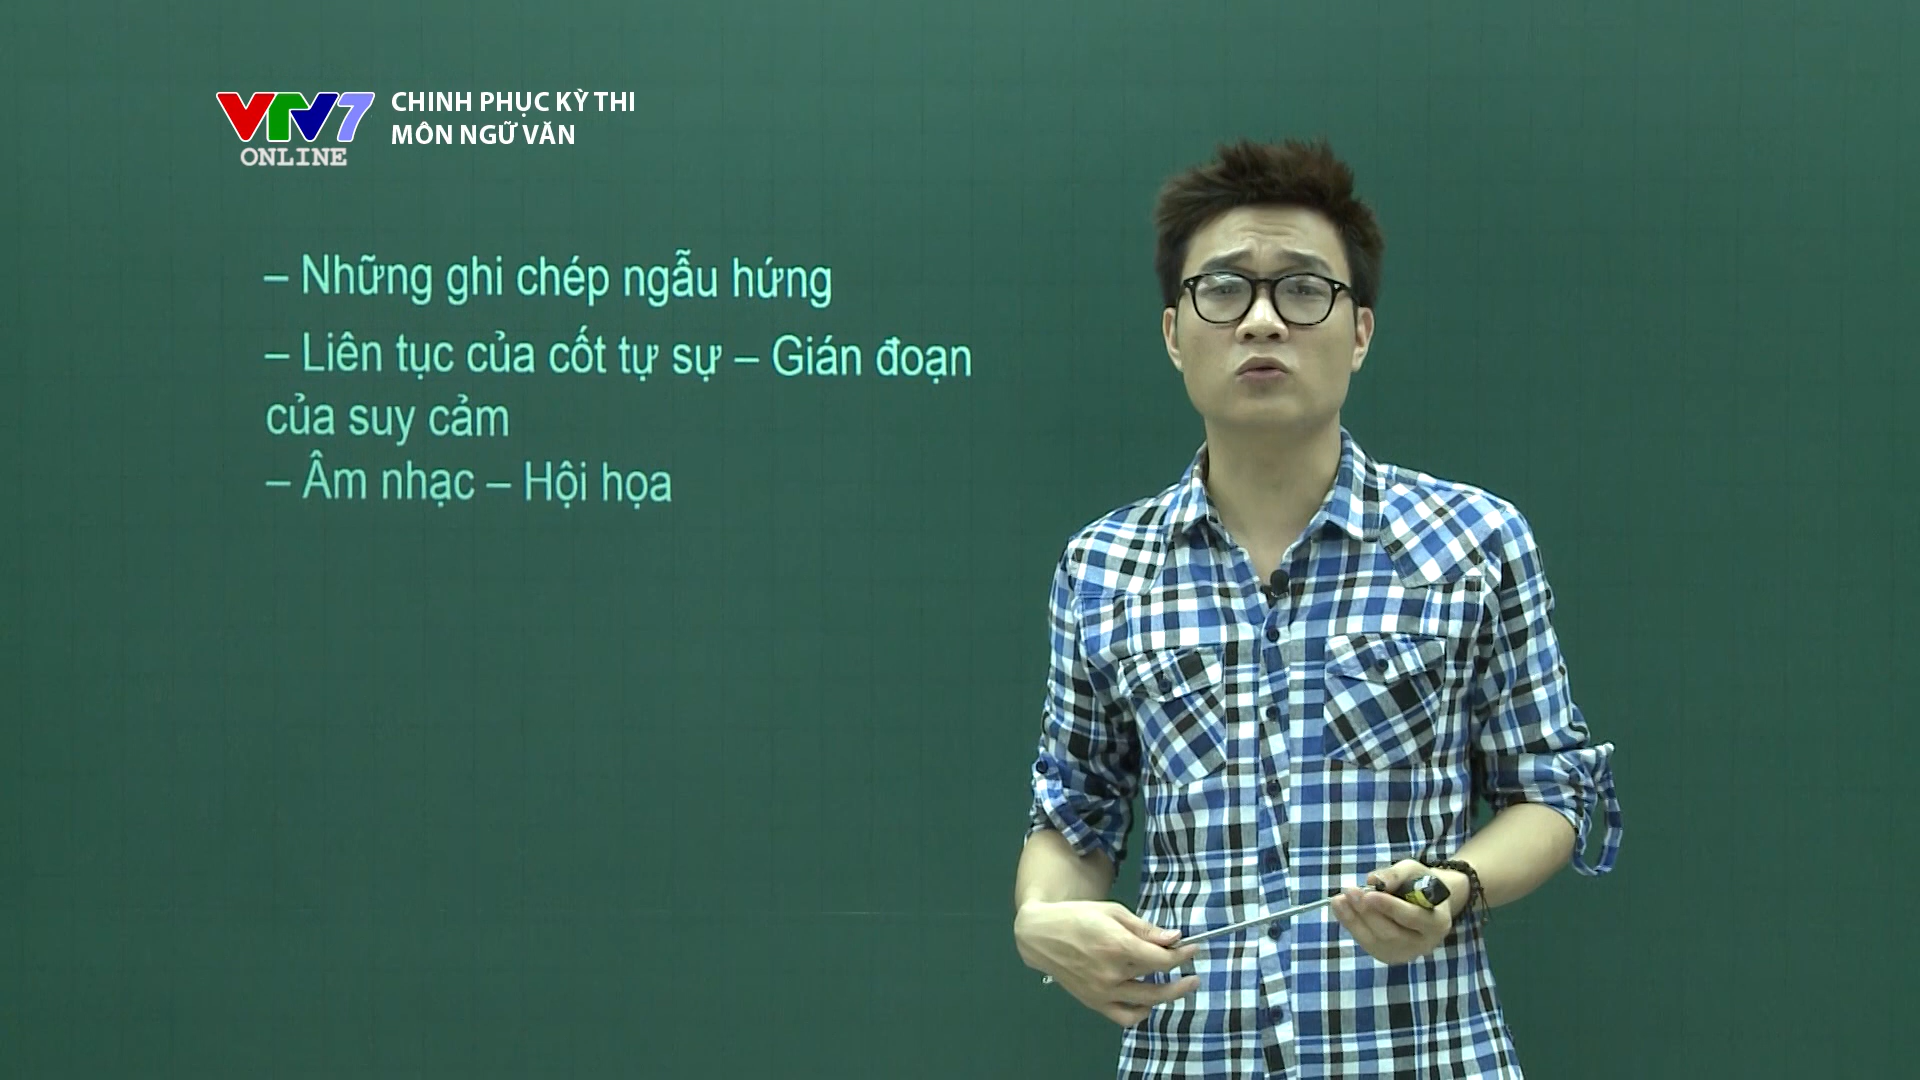 VTV7
ONLINE
CHINH PHỤC KỲ THI
MÔN NGỮ VĂN
– Những ghi chép ngẫu hứng
– Liên tục của cốt tự sự – Gián đoạn
của suy cảm
– Âm nhạc – Hội họa